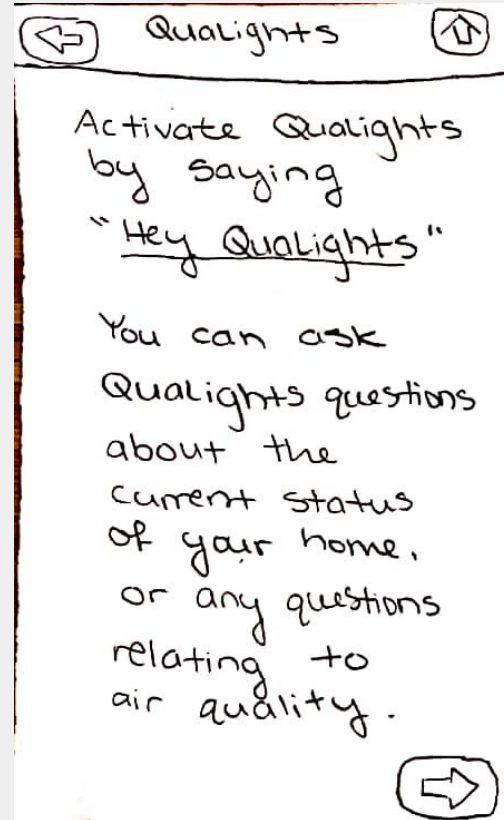 QuaLights
Activate QuaLights
by saying
"Hey QuaLights"
You can ask
QuaLights questions
about the
current status
of your home,
or any questions
relating to
air quality.